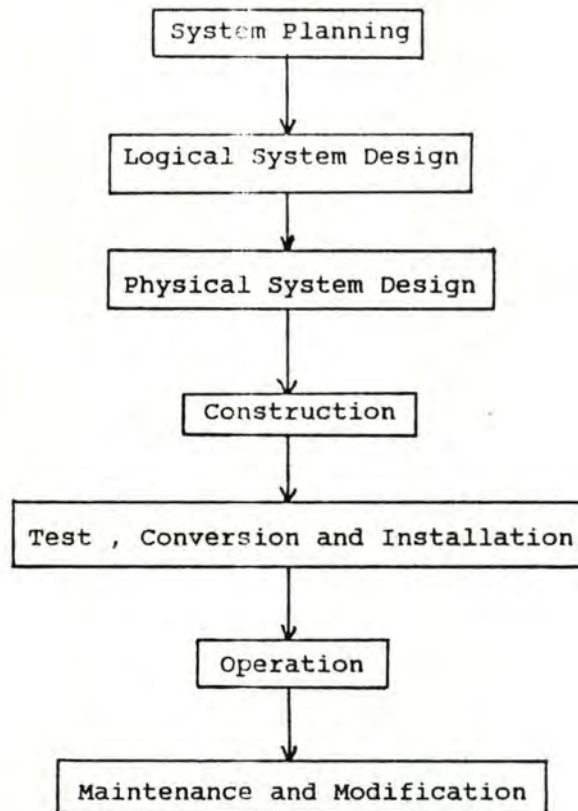 System Planning
Logical System Design
Physical System Design
Construction
Test , Conversion and Installation
Operation
Maintenance and Modification